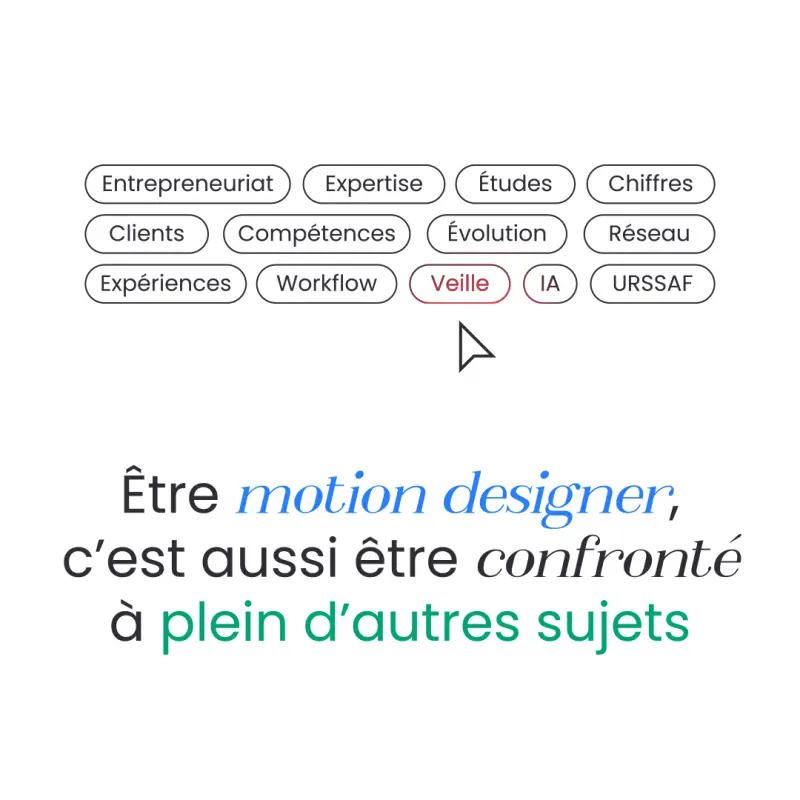 Entrepreneuriat Expertise Études Chiffres
Clients Compétences Évolution Réseau
Expériences Workflow Veille IA URSSAF
Être motion designer,
c’est aussi être confronté
à plein d’autres sujets